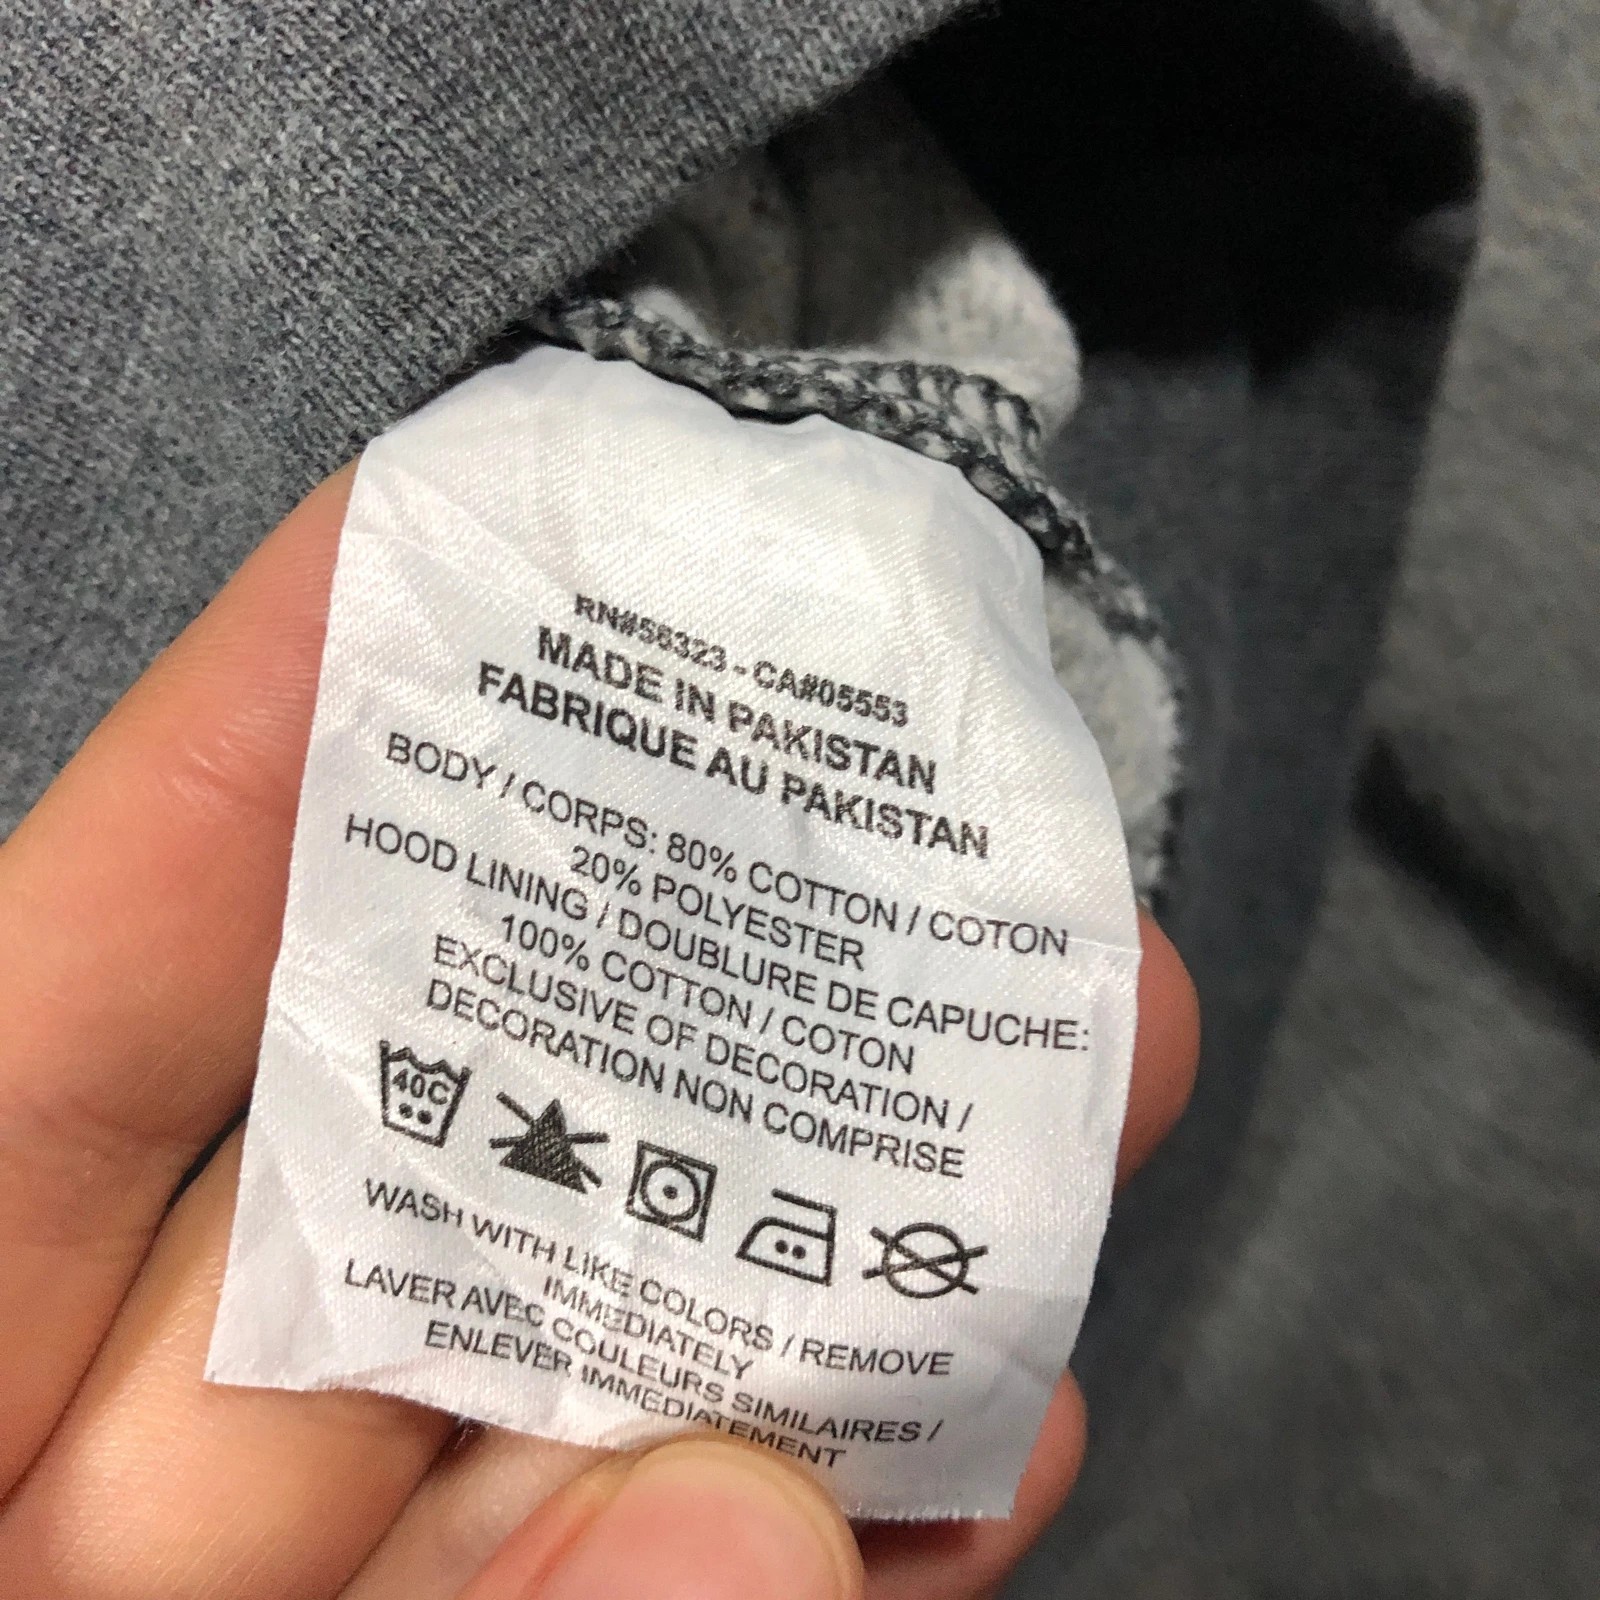 RN#56323 - CA#05553
MADE IN PAKISTAN
FABRIQUE AU PAKISTAN
BODY / CORPS: 80% COTTON / COTON
20% POLYESTER
HOOD LINING / DOUBLURE DE CAPUCHE:
100% COTTON / COTON
EXCLUSIVE OF DECORATION /
DECORATION NON COMPRISE
40C
WASH WITH LIKE COLORS / REMOVE
IMMEDIATELY
LAVER AVEC COULEURS SIMILAIRES /
ENLEVER IMMEDIATEMENT